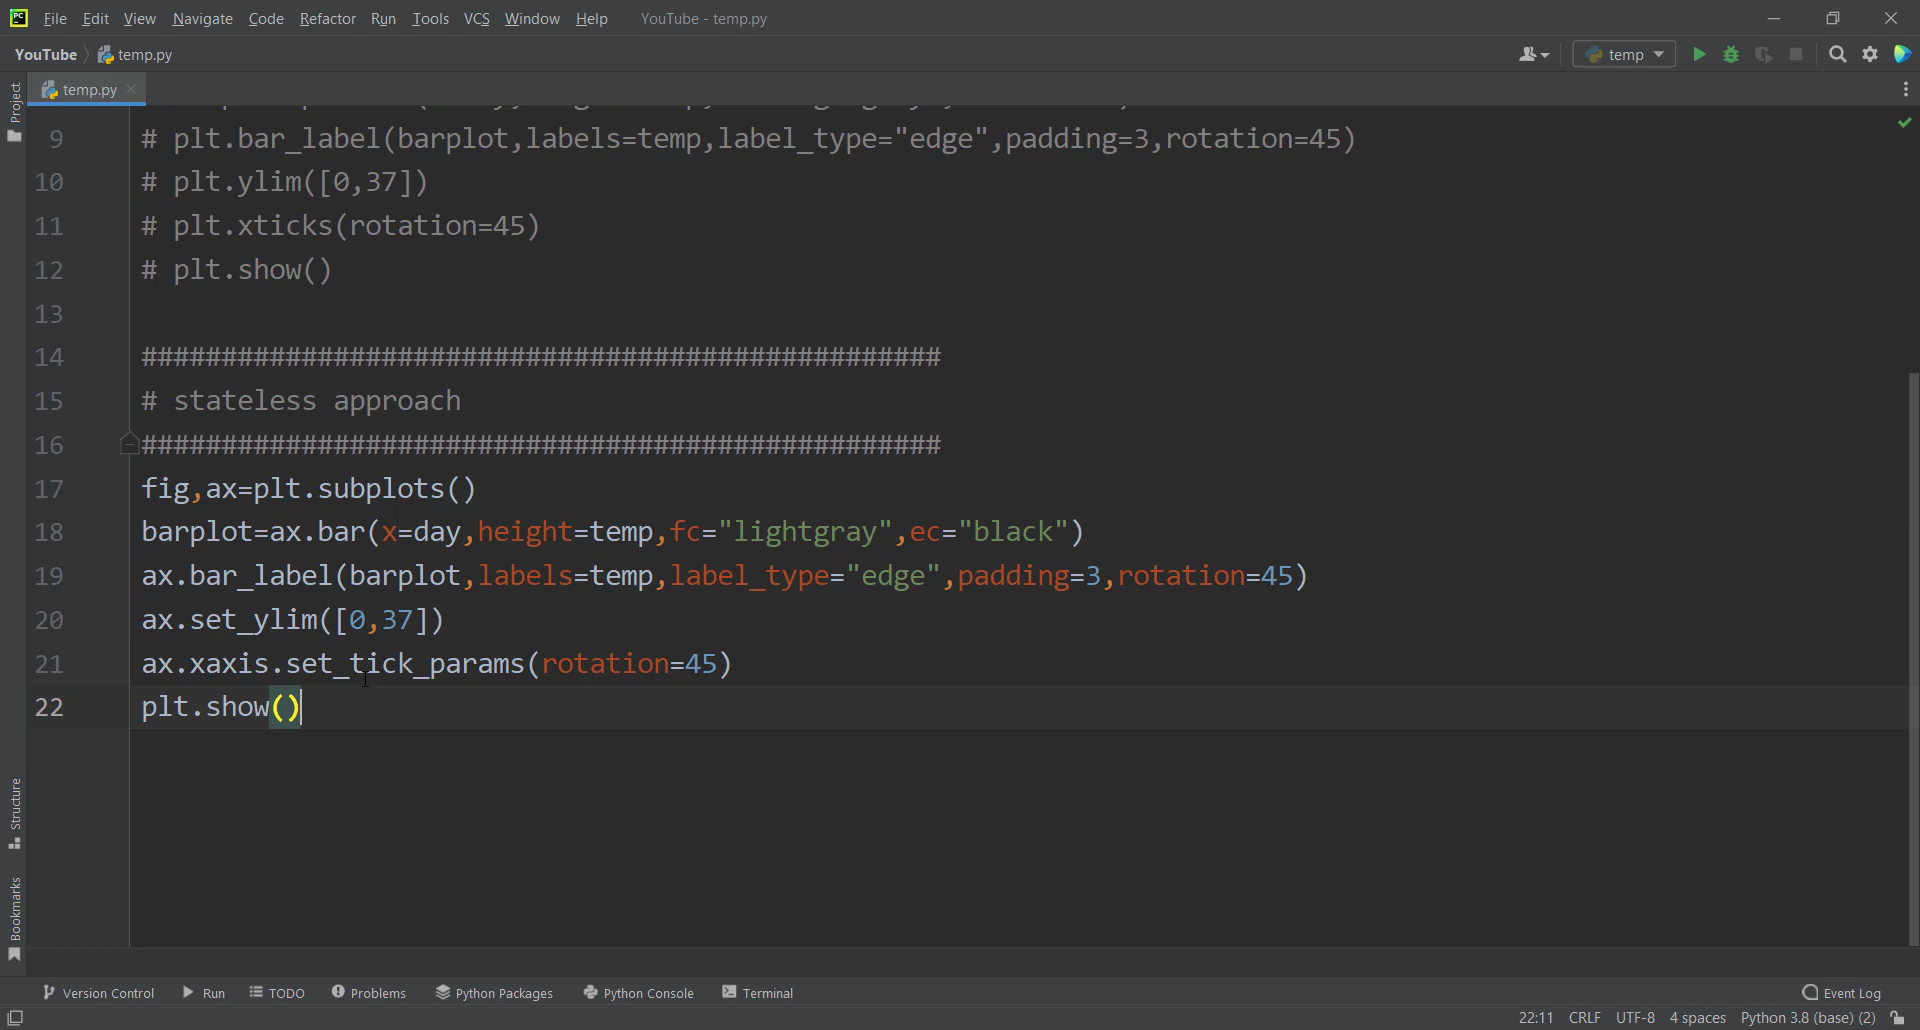 PC File Edit View Navigate Code Refactor Run Tools VCS Window Help YouTube - temp.py
YouTube temp.py temp
Project temp.py
9 # plt.bar_label(barplot,labels=temp,label_type="edge",padding=3,rotation=45)
10 # plt.ylim([0,37])
11 # plt.xticks(rotation=45)
12 # plt.show()
13
14 ##################################################
15 # stateless approach
16 ##################################################
17 fig,ax=plt.subplots()
18 barplot=ax.bar(x=day,height=temp,fc="lightgray",ec="black")
19 ax.bar_label(barplot,labels=temp,label_type="edge",padding=3,rotation=45)
20 ax.set_ylim([0,37])
21 ax.xaxis.set_tick_params(rotation=45)
22 plt.show()
Structure
Bookmarks
Version Control Run TODO Problems Python Packages Python Console Terminal Event Log
22:11 CRLF UTF-8 4 spaces Python 3.8 (base) (2)